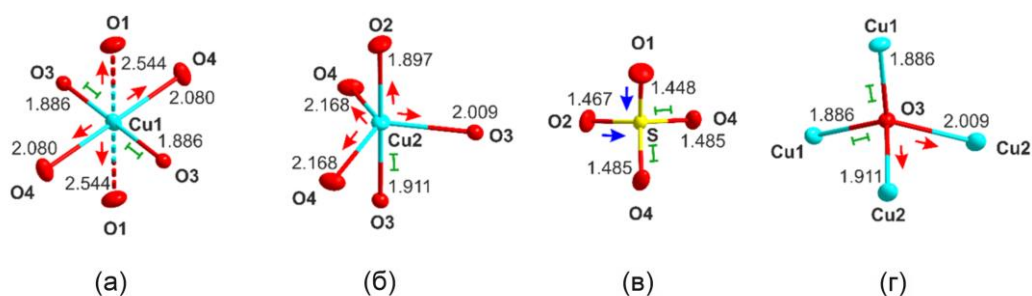 O1
2.544
O3
O4
1.886
2.080
Cu1
2.080
1.886
O4
O3
2.544
O1
(а)
O2
1.897
O4
2.168
2.009
Cu2
O3
2.168
1.911
O4
O3
(б)
O1
1.467
1.448
O2
S
O4
1.485
1.485
O4
(в)
Cu1
1.886
O3
1.886
2.009
Cu1
Cu2
1.911
Cu2
(г)